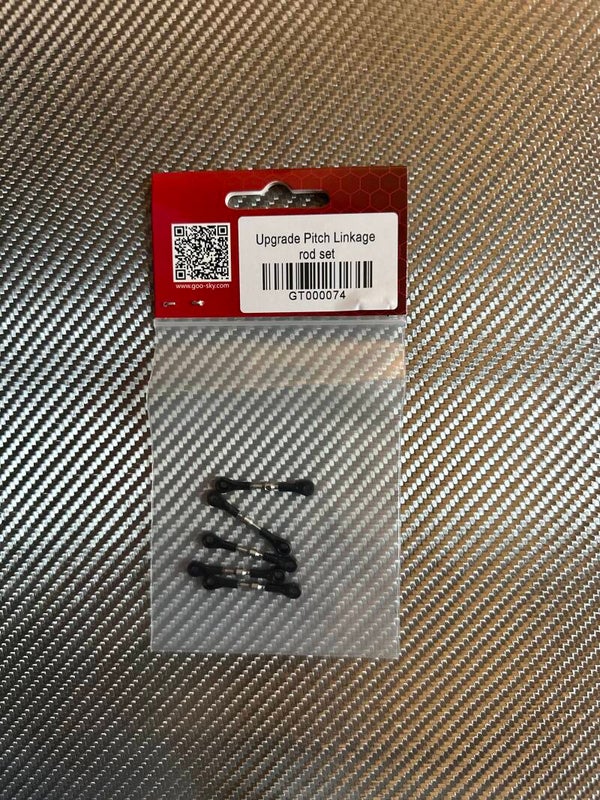 Upgrade Pitch Linkage
rod set
GT000074
www.goo-sky.com